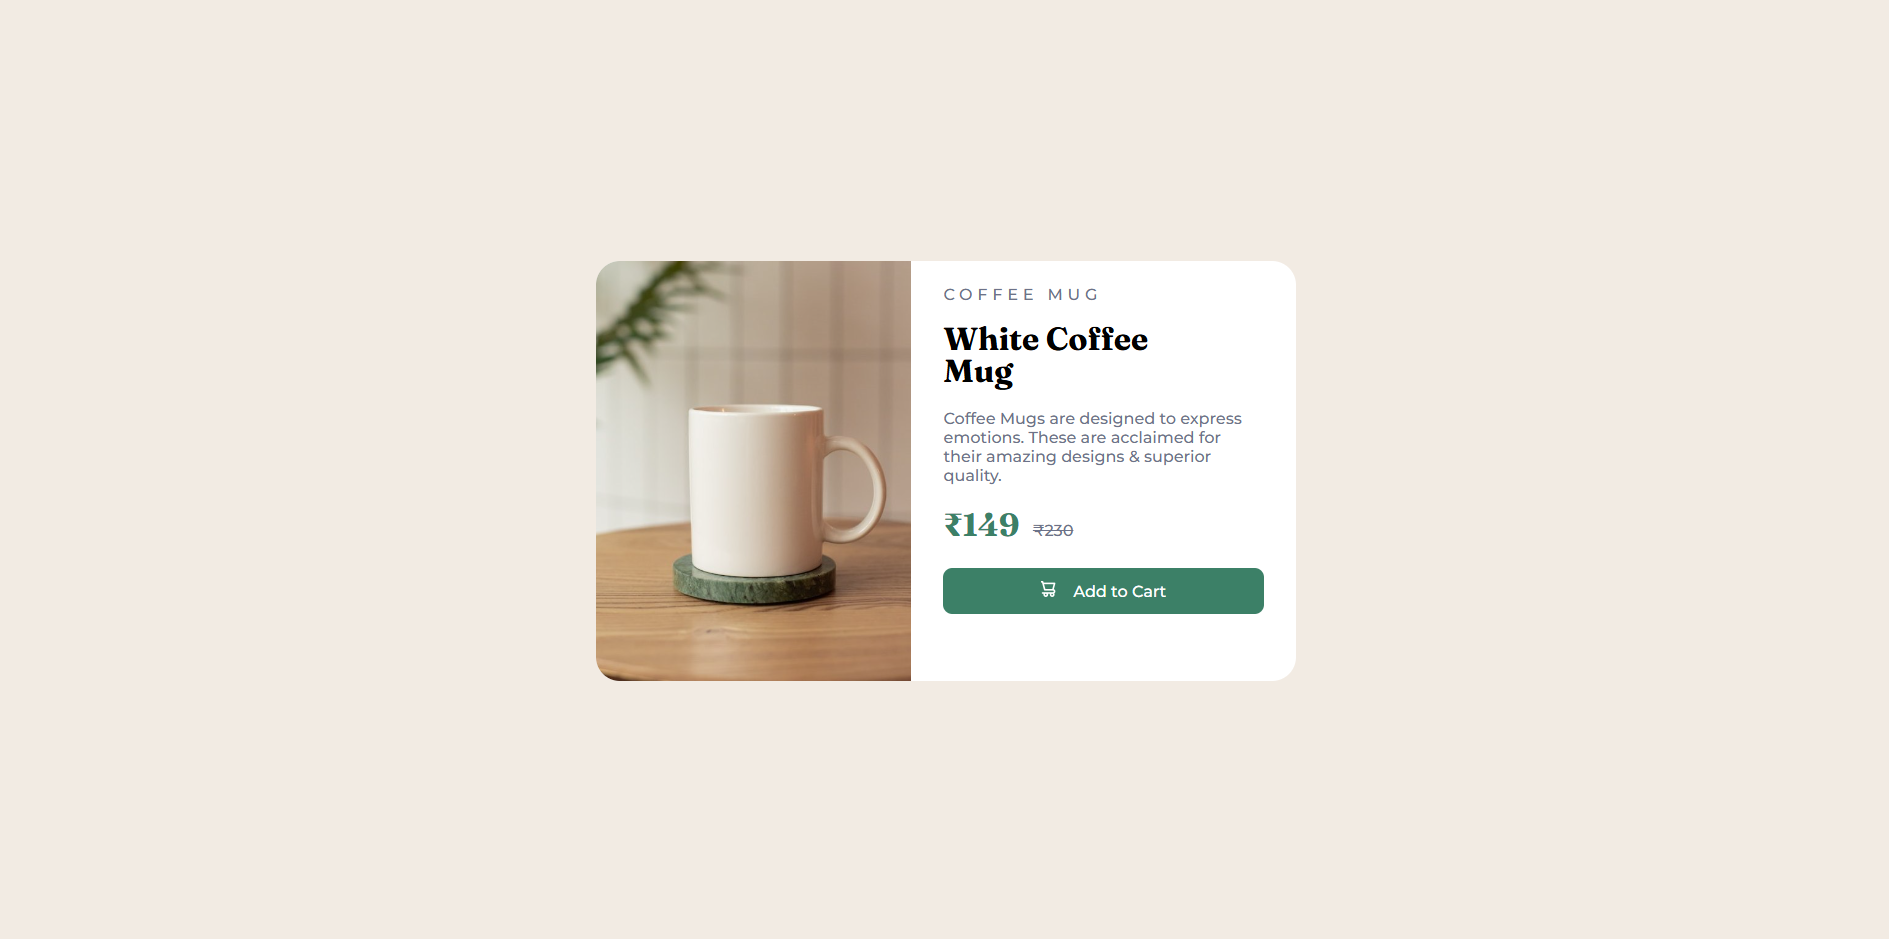 COFFEE MUG
White Coffee
Mug
Coffee Mugs are designed to express
emotions. These are acclaimed for
their amazing designs & superior
quality.
₹149 ₹230
Add to Cart